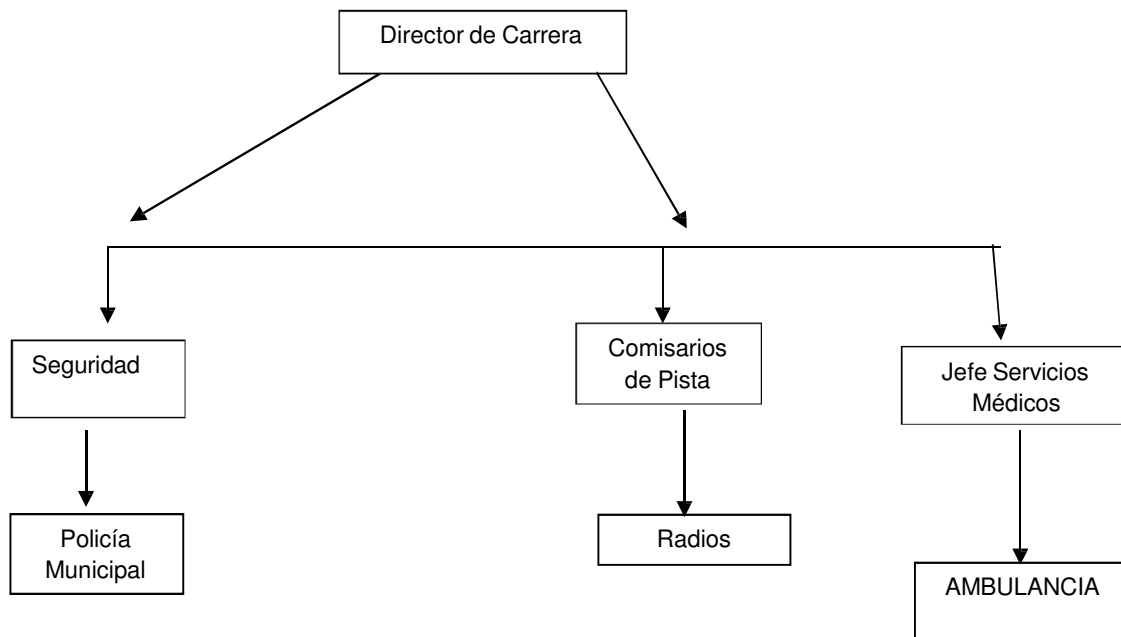 Director de Carrera
Seguridad
Comisarios
de Pista
Jefe Servicios
Médicos
Policía
Municipal
Radios
AMBULANCIA